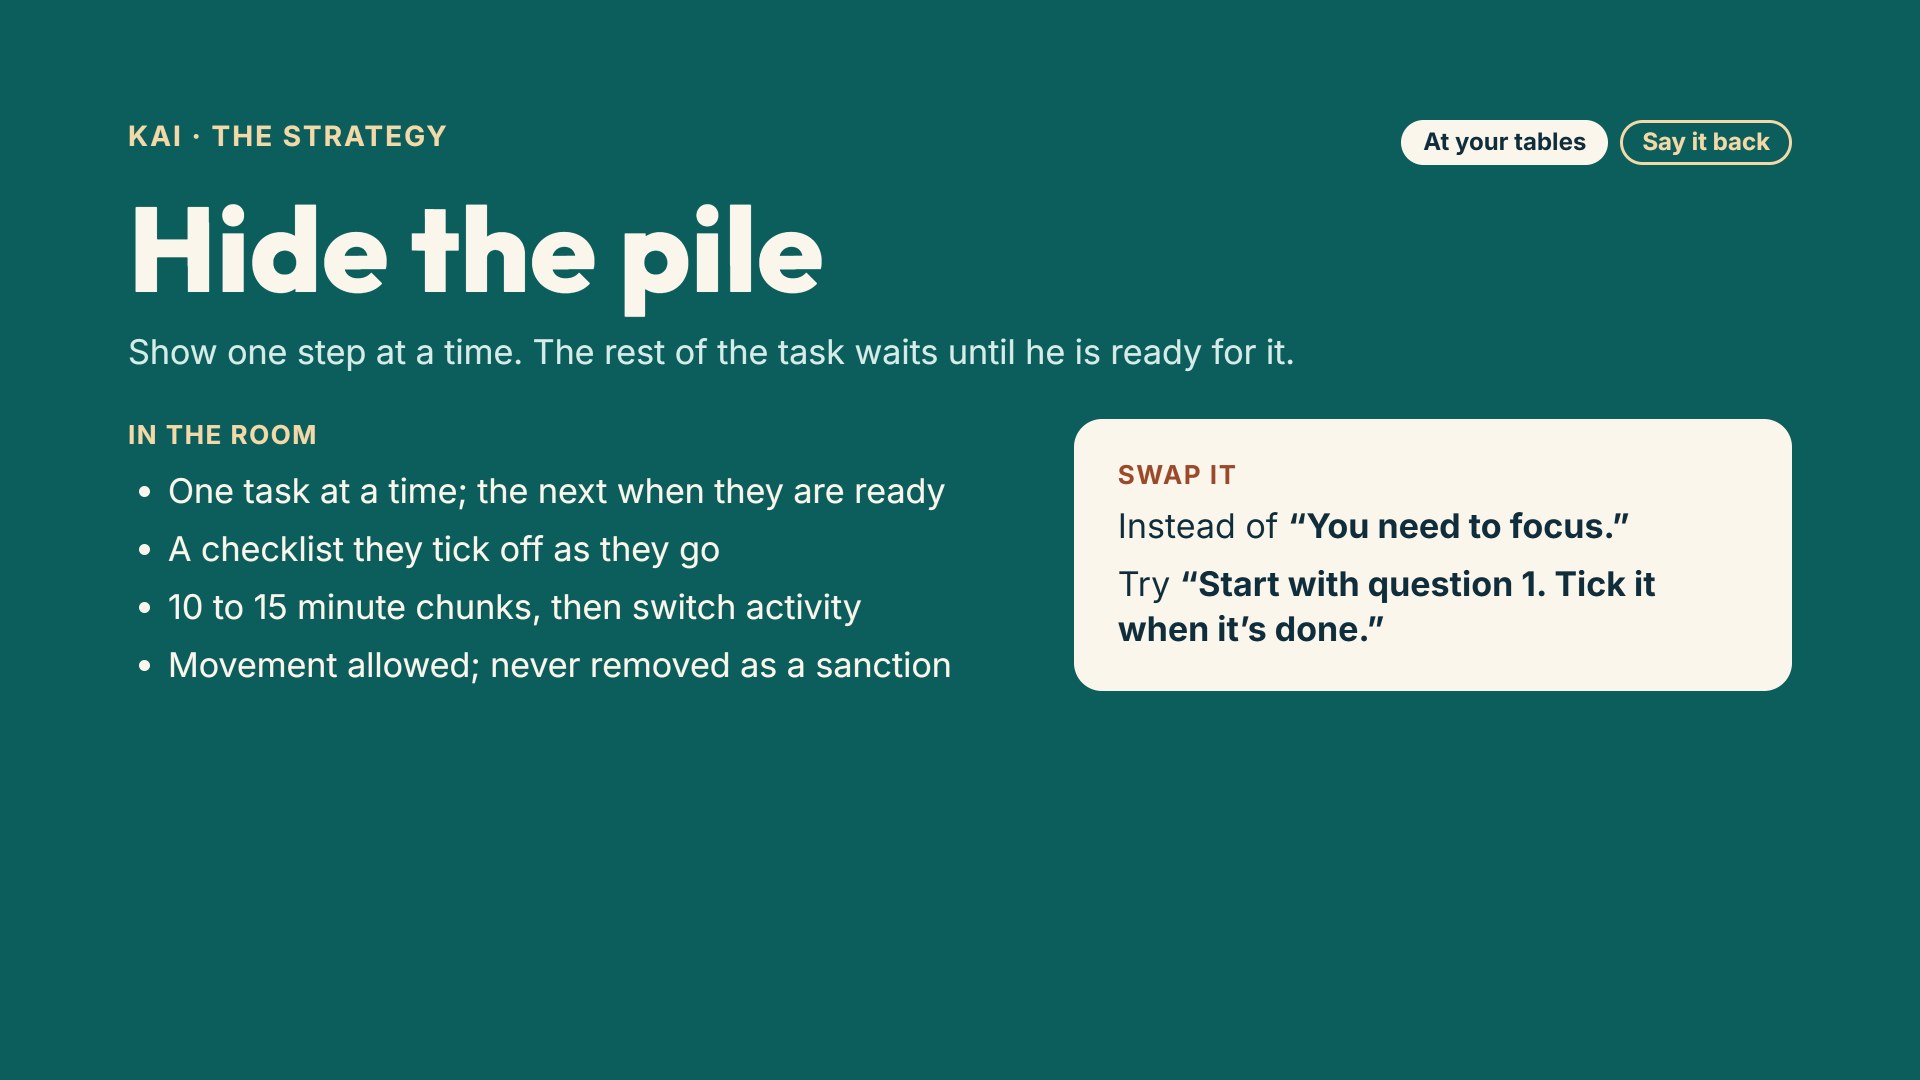 KAI · THE STRATEGY
At your tables
Say it back
Hide the pile
Show one step at a time. The rest of the task waits until he is ready for it.
IN THE ROOM
• One task at a time; the next when they are ready
• A checklist they tick off as they go
• 10 to 15 minute chunks, then switch activity
• Movement allowed; never removed as a sanction
SWAP IT
Instead of “You need to focus.”
Try “Start with question 1. Tick it
when it’s done.”